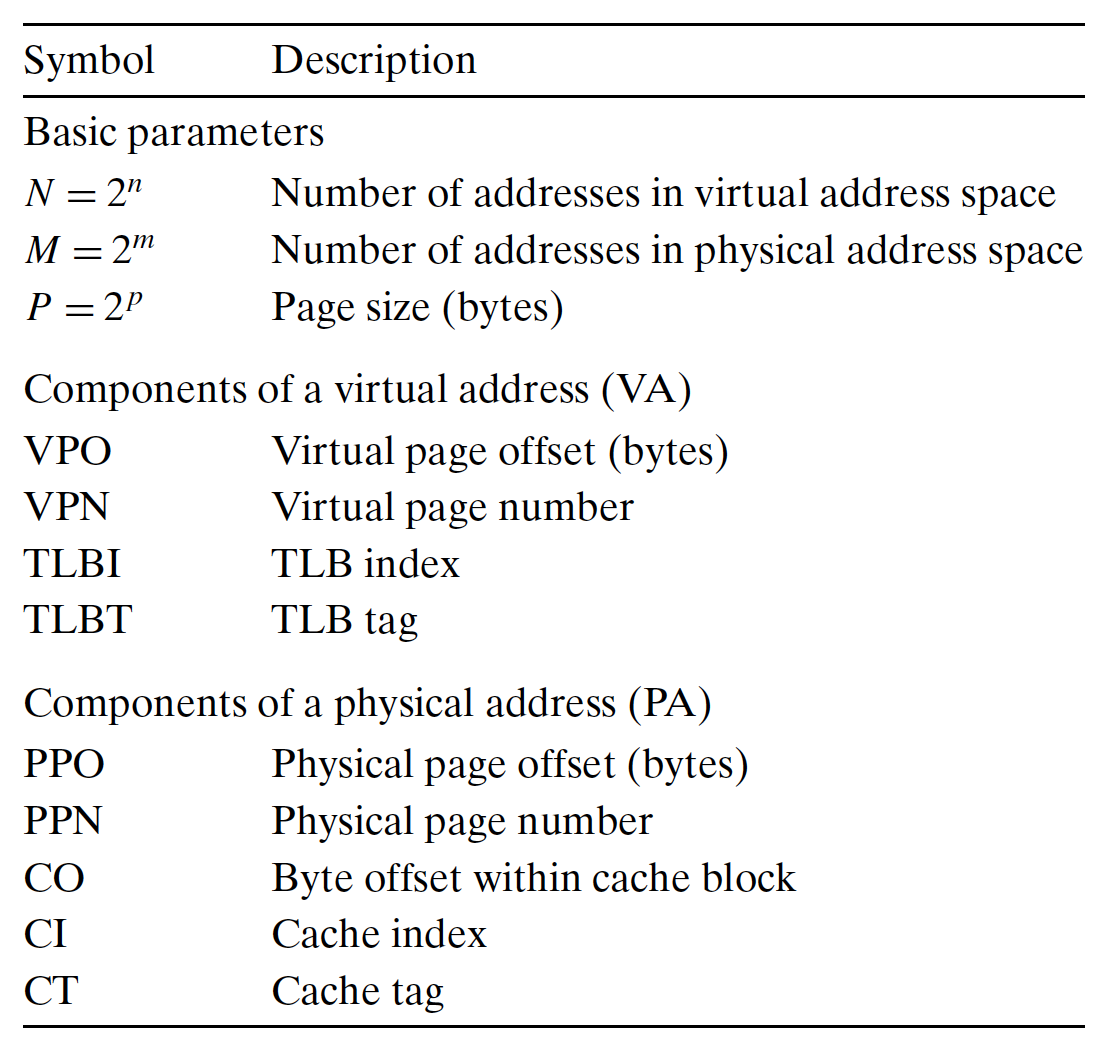 Symbol Description
Basic parameters
N = 2ⁿ Number of addresses in virtual address space
M = 2ᵐ Number of addresses in physical address space
P = 2ᵖ Page size (bytes)
Components of a virtual address (VA)
VPO Virtual page offset (bytes)
VPN Virtual page number
TLBI TLB index
TLBT TLB tag
Components of a physical address (PA)
PPO Physical page offset (bytes)
PPN Physical page number
CO Byte offset within cache block
CI Cache index
CT Cache tag